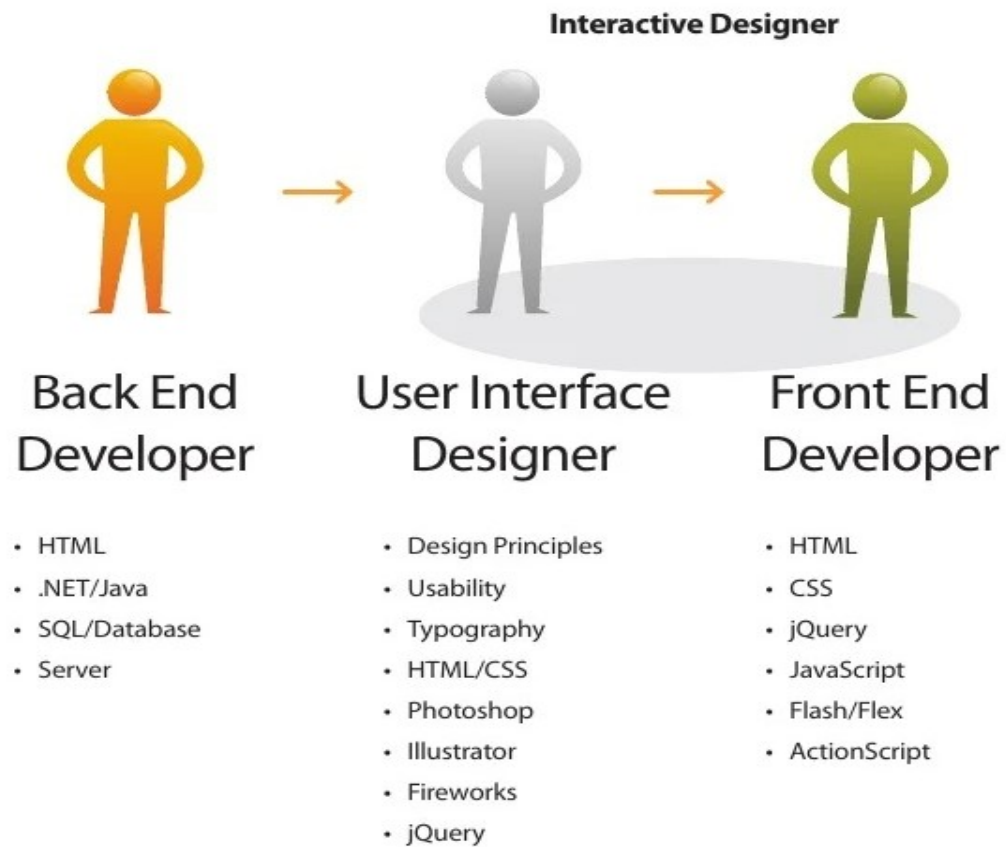 Interactive Designer
Back End
Developer
• HTML
• .NET/Java
• SQL/Database
• Server
User Interface
Designer
• Design Principles
• Usability
• Typography
• HTML/CSS
• Photoshop
• Illustrator
• Fireworks
• jQuery
Front End
Developer
• HTML
• CSS
• jQuery
• JavaScript
• Flash/Flex
• ActionScript